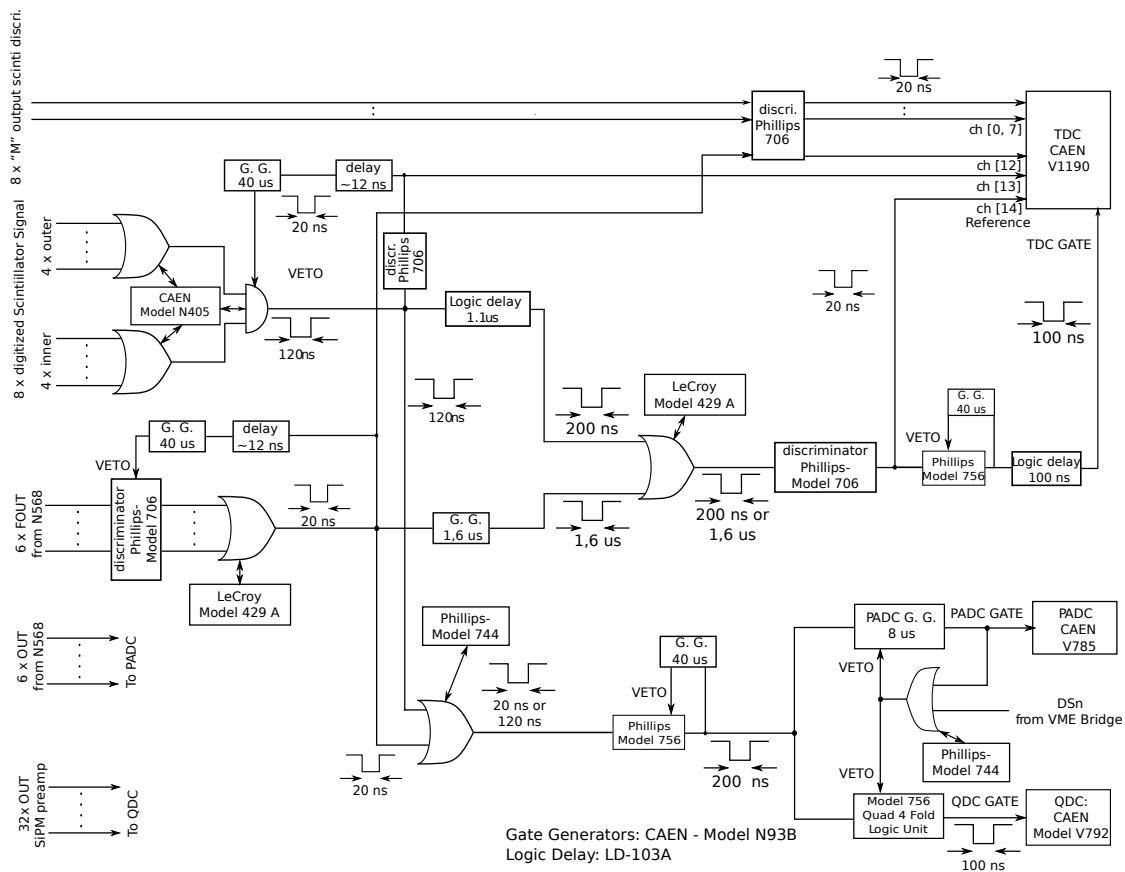 8 x “M” output scinti discri.
20 ns
discri.
Phillips
706
ch [0, 7]
TDC
CAEN
V1190
ch [12]
ch [13]
ch [14]
Reference
TDC GATE
G. G.
40 us
delay
~12 ns
20 ns
discri.
Phillips
706
VETO
8 x digitized Scintiillator Signal
4 x outer
4 x inner
CAEN
Model N405
120ns
Logic delay
1.1us
20 ns
100 ns
120ns
200 ns
LeCroy
Model 429 A
G. G.
40 us
VETO
Phillips
Model 756
Logic delay
100 ns
discriminator
Phillips-
Model 706
G. G.
40 us
delay
~12 ns
VETO
6 x FOUT
from N568
discriminator
Phillips-
Model 706
20 ns
G. G.
1,6 us
1,6 us
200 ns or
1,6 us
LeCroy
Model 429 A
6 x OUT
from N568
To PADC
Phillips-
Model 744
20 ns or
120 ns
20 ns
G. G.
40 us
VETO
Phillips
Model 756
200 ns
PADC G. G.
8 us
PADC GATE
PADC
CAEN
V785
VETO
DSn
from VME Bridge
Phillips-
Model 744
VETO
Model 756
Quad 4 Fold
Logic Unit
QDC GATE
QDC:
CAEN
Model V792
100 ns
32x OUT
SiPM preamp
To QDC
Gate Generators: CAEN - Model N93B
Logic Delay: LD-103A